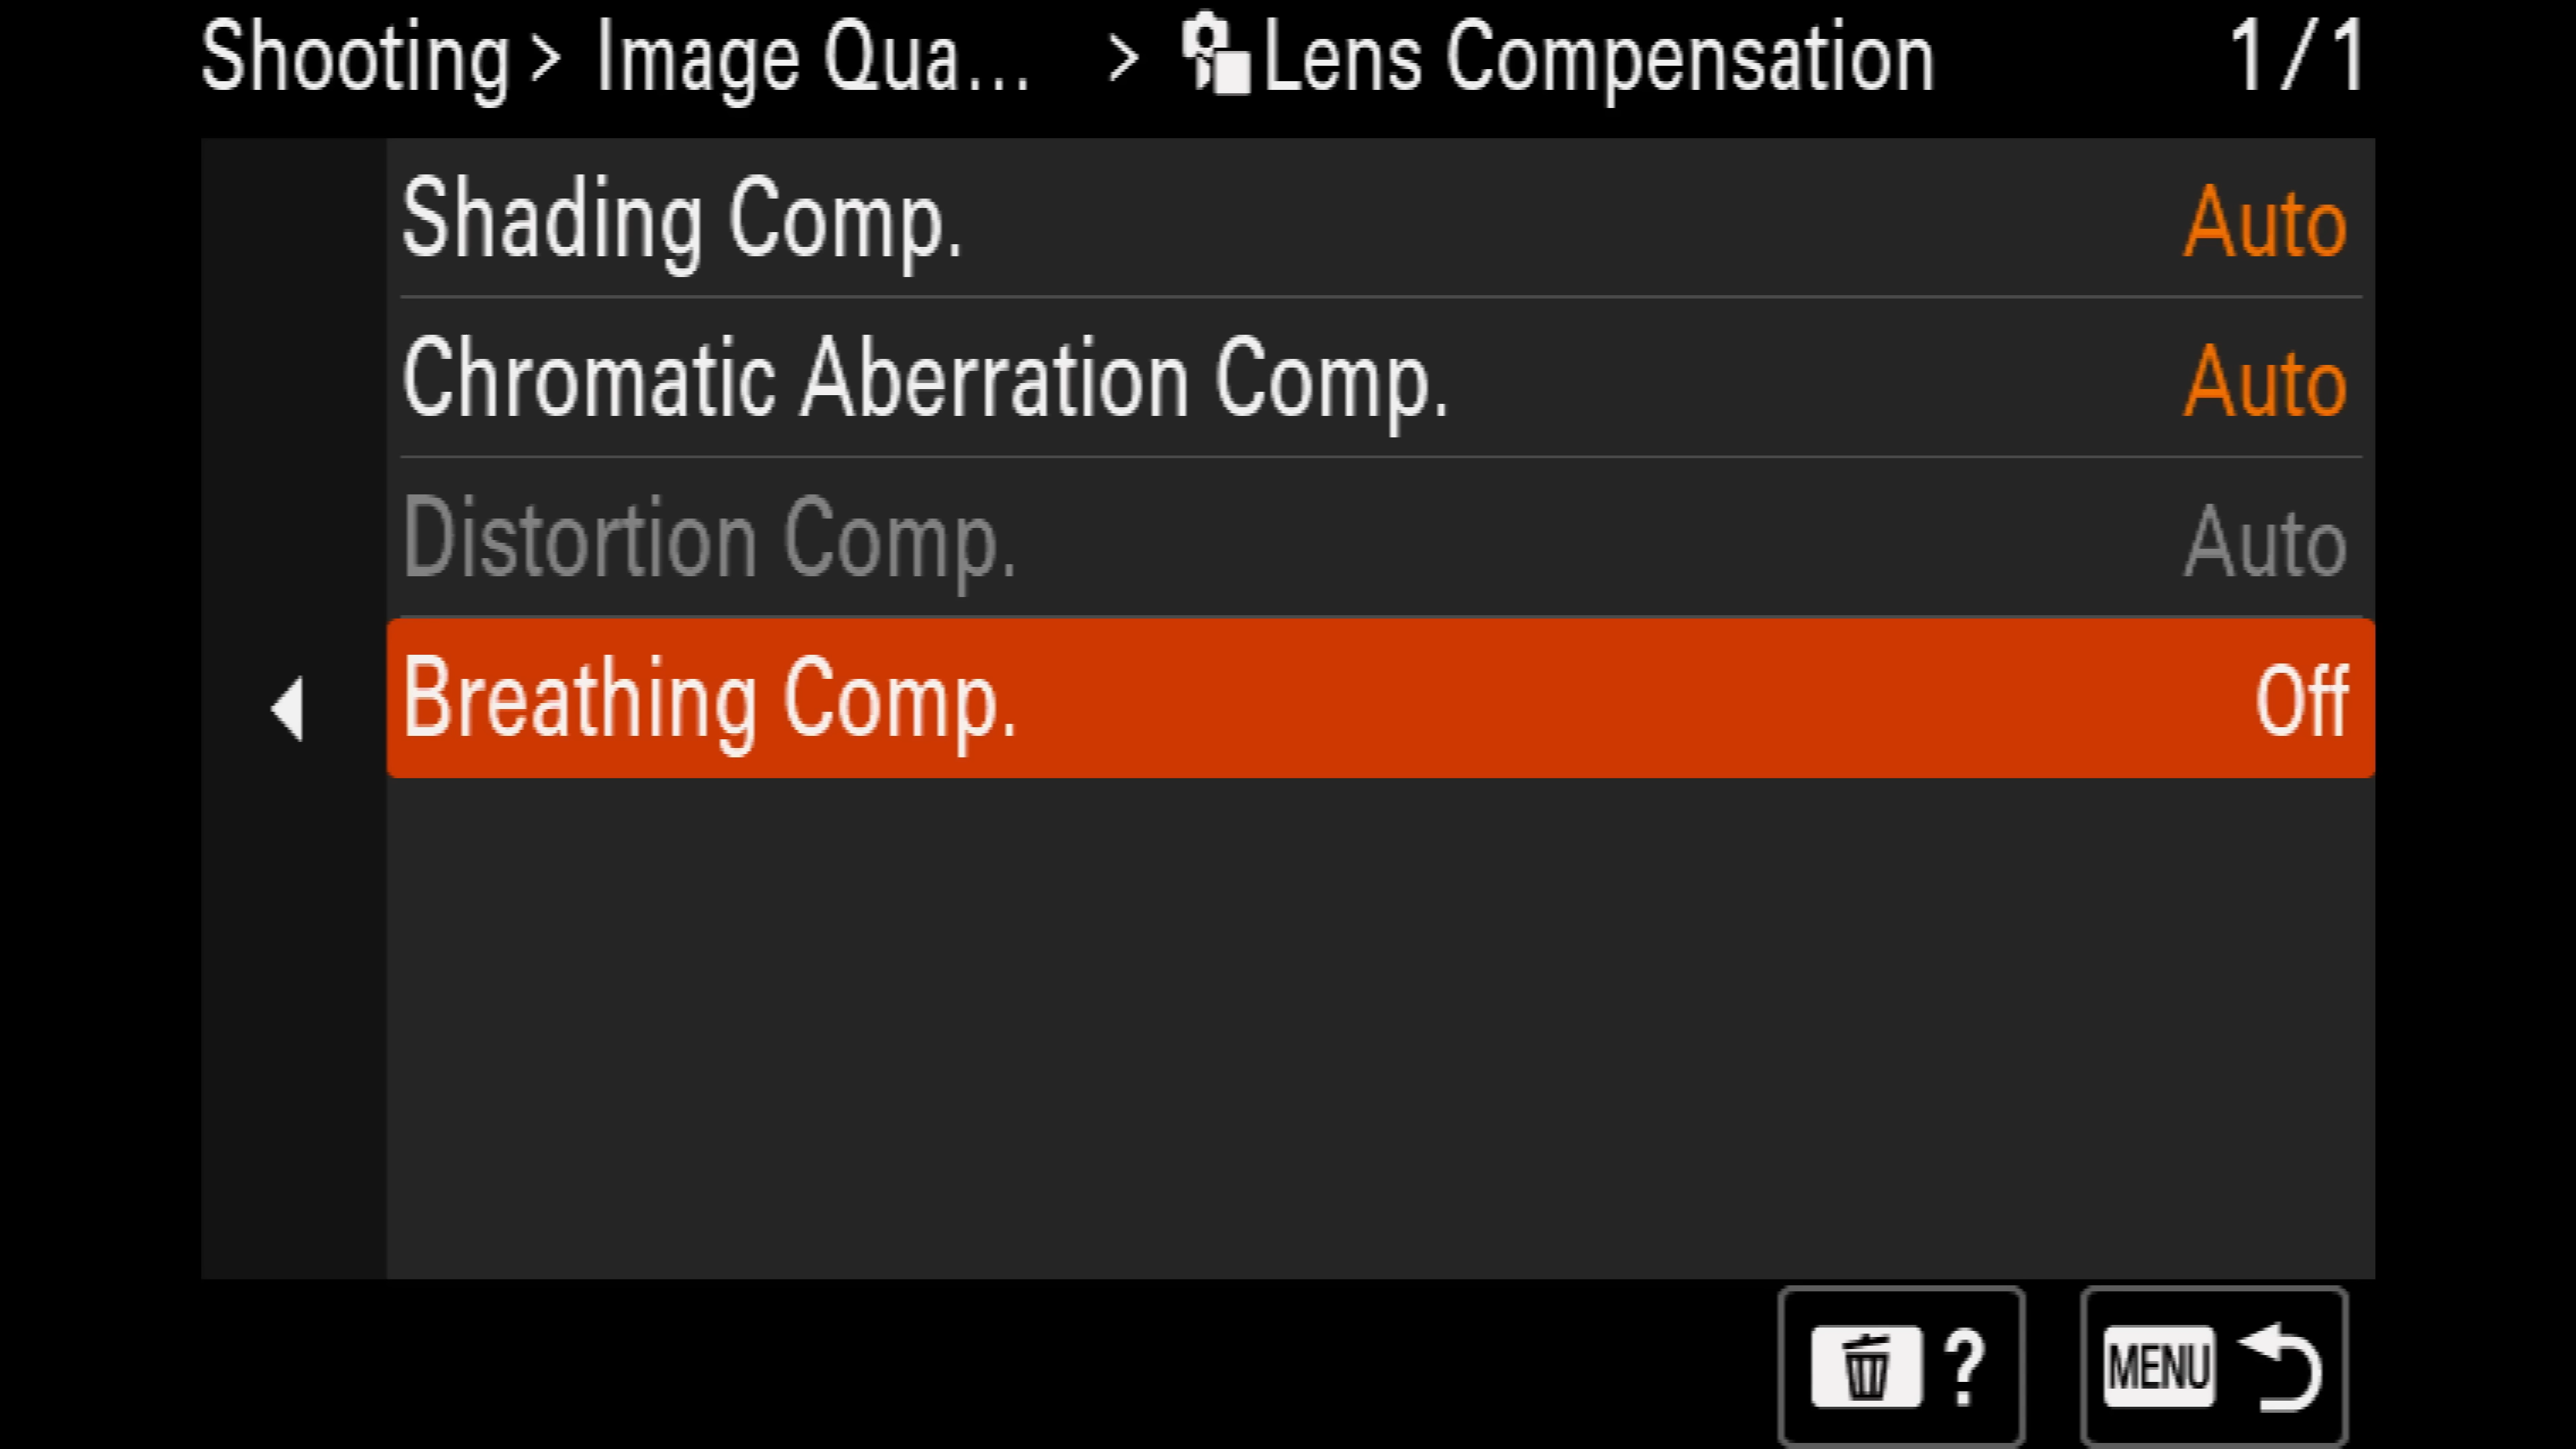 Shooting > Image Qua... > Lens Compensation 1/1
Shading Comp. Auto
Chromatic Aberration Comp. Auto
Distortion Comp. Auto
Breathing Comp. Off
? MENU